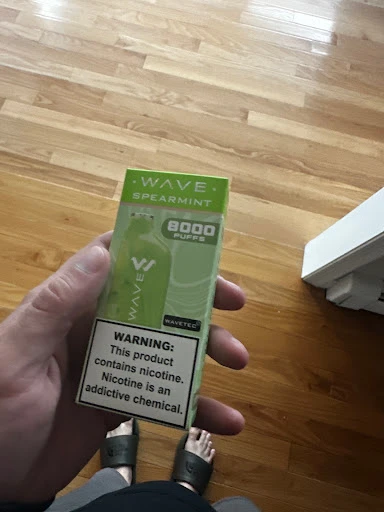 · WAVE ·
SPEARMINT
8000
PUFFS
WAVE
WAVETEC
WARNING:
This product
contains nicotine.
Nicotine is an
addictive chemical.